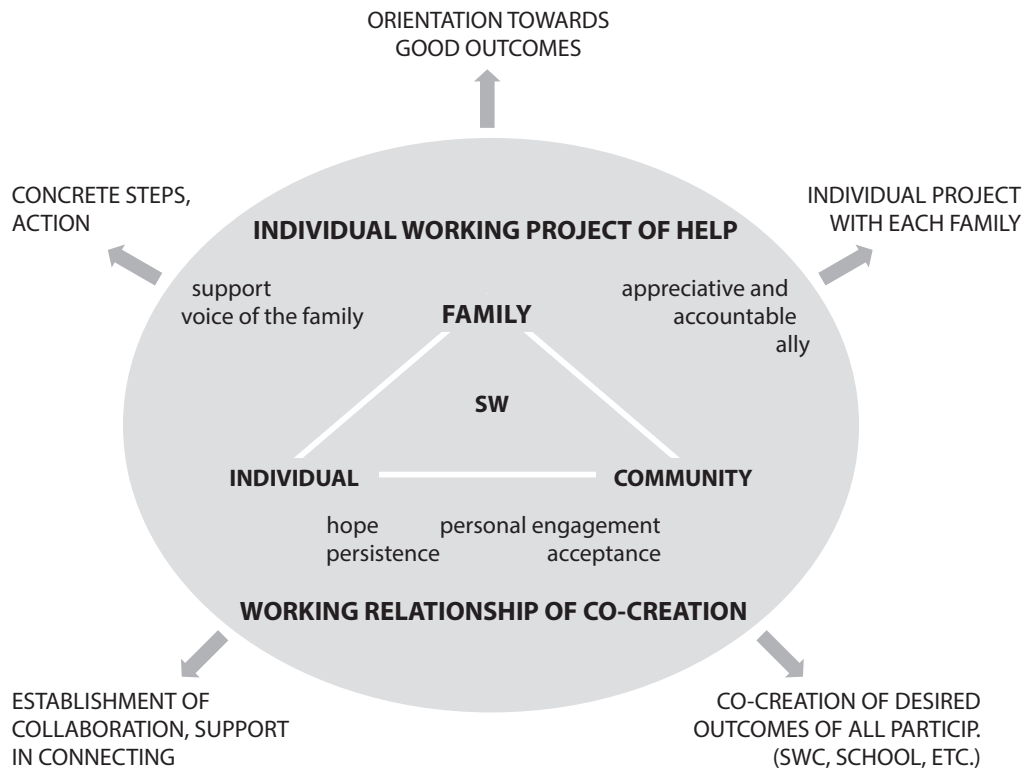 ORIENTATION TOWARDS
GOOD OUTCOMES
CONCRETE STEPS,
ACTION
INDIVIDUAL PROJECT
WITH EACH FAMILY
INDIVIDUAL WORKING PROJECT OF HELP
support
voice of the family
FAMILY
appreciative and
accountable
ally
SW
INDIVIDUAL
COMMUNITY
hope
persistence
personal engagement
acceptance
WORKING RELATIONSHIP OF CO-CREATION
ESTABLISHMENT OF
COLLABORATION, SUPPORT
IN CONNECTING
CO-CREATION OF DESIRED
OUTCOMES OF ALL PARTICIP.
(SWC, SCHOOL, ETC.)